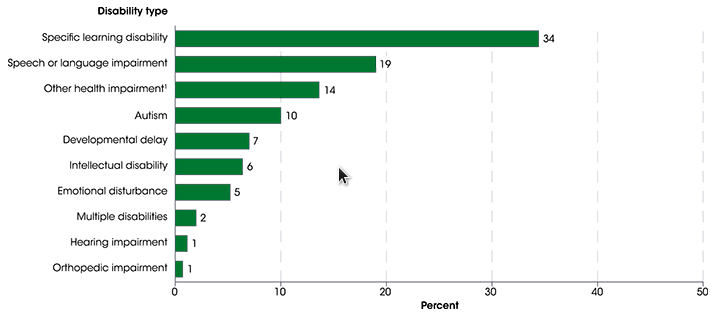 Disability type
Specific learning disability 34
Speech or language impairment 19
Other health impairment¹ 14
Autism 10
Developmental delay 7
Intellectual disability 6
Emotional disturbance 5
Multiple disabilities 2
Hearing impairment 1
Orthopedic impairment 1
0 10 20 30 40 50
Percent